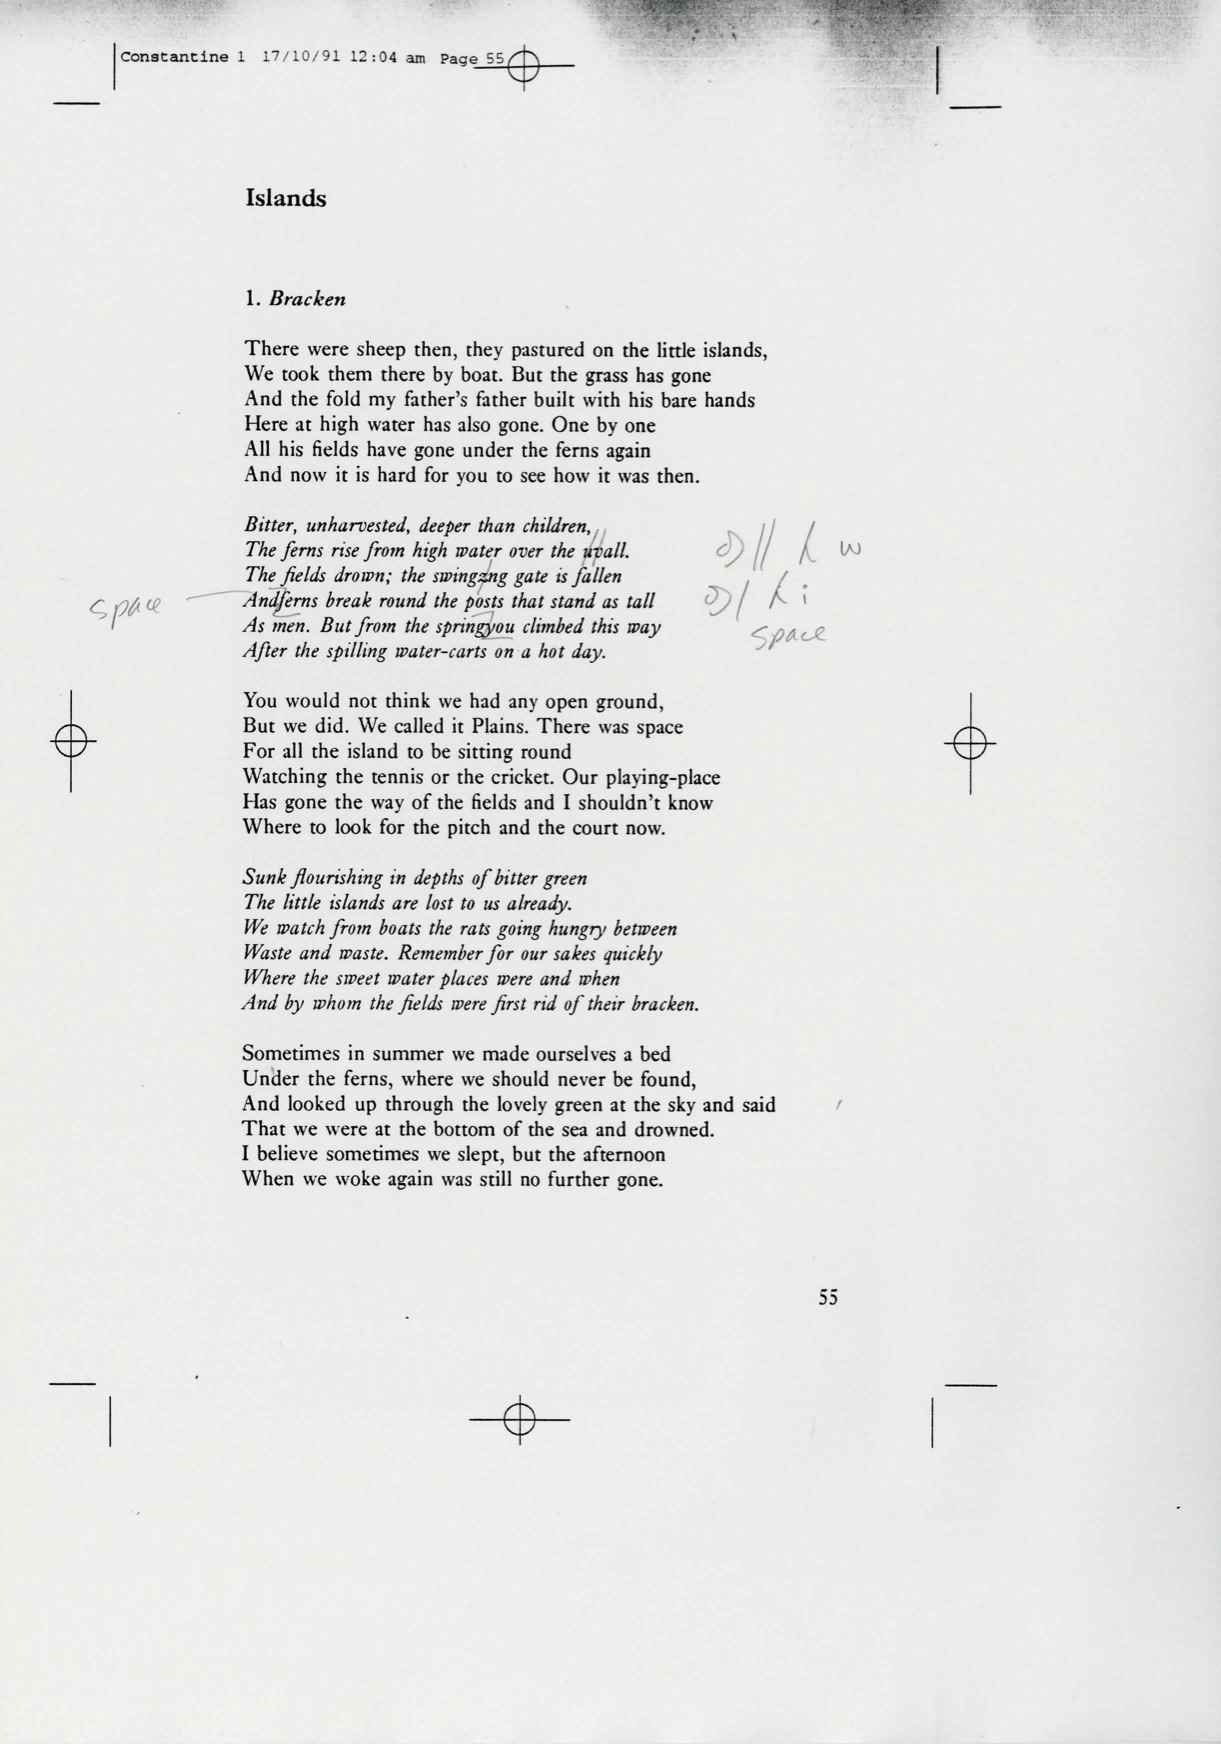 Constantine 1 17/10/91 12:04 am Page 55
Islands
1. Bracken
There were sheep then, they pastured on the little islands,
We took them there by boat. But the grass has gone
And the fold my father's father built with his bare hands
Here at high water has also gone. One by one
All his fields have gone under the ferns again
And now it is hard for you to see how it was then.
Bitter, unharvested, deeper than children,
The ferns rise from high water over the wall.
The fields drown; the swinging gate is fallen
Andferns break round the posts that stand as tall
As men. But from the springyou climbed this way
After the spilling water-carts on a hot day.
w
i
space
space
You would not think we had any open ground,
But we did. We called it Plains. There was space
For all the island to be sitting round
Watching the tennis or the cricket. Our playing-place
Has gone the way of the fields and I shouldn't know
Where to look for the pitch and the court now.
Sunk flourishing in depths of bitter green
The little islands are lost to us already.
We watch from boats the rats going hungry between
Waste and waste. Remember for our sakes quickly
Where the sweet water places were and when
And by whom the fields were first rid of their bracken.
Sometimes in summer we made ourselves a bed
Under the ferns, where we should never be found,
And looked up through the lovely green at the sky and said
That we were at the bottom of the sea and drowned.
I believe sometimes we slept, but the afternoon
When we woke again was still no further gone.
55